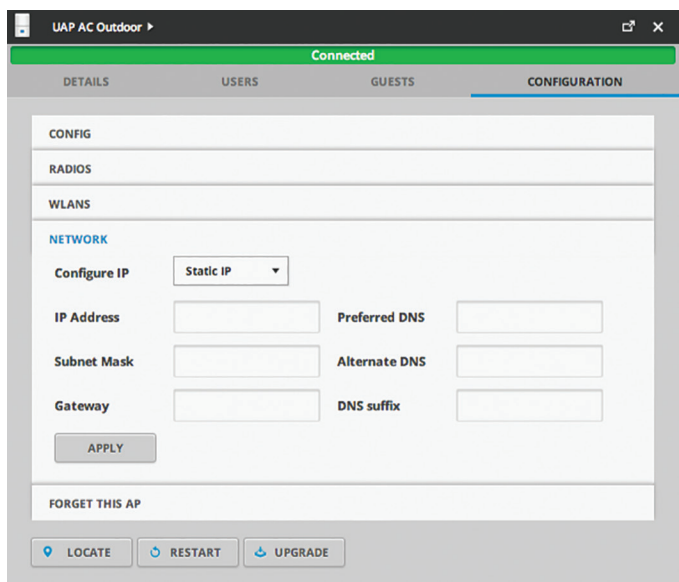 UAP AC Outdoor
Connected
DETAILS USERS GUESTS CONFIGURATION
CONFIG
RADIOS
WLANS
NETWORK
Configure IP Static IP
IP Address Preferred DNS
Subnet Mask Alternate DNS
Gateway DNS suffix
APPLY
FORGET THIS AP
LOCATE RESTART UPGRADE